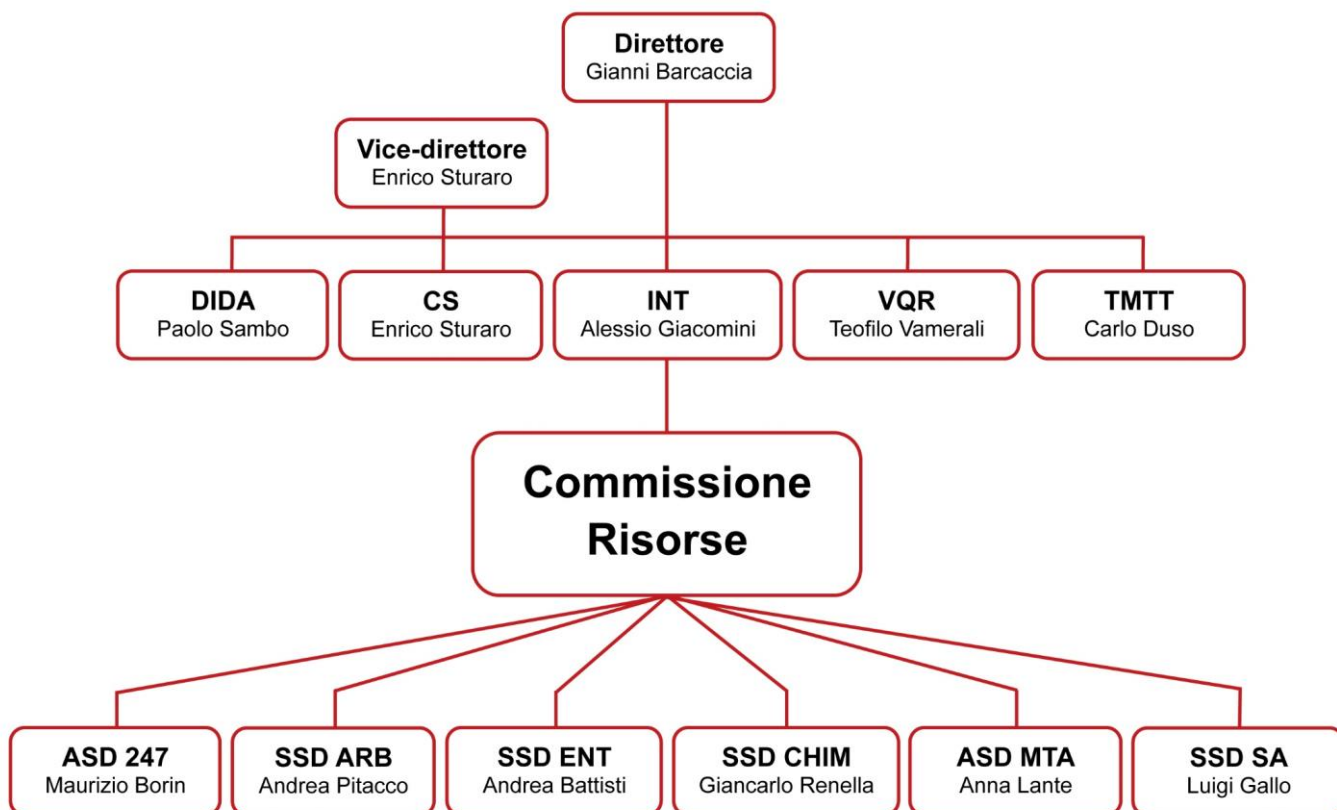 Direttore
Gianni Barcaccia
Vice-direttore
Enrico Sturaro
DIDA
Paolo Sambo
CS
Enrico Sturaro
INT
Alessio Giacomini
VQR
Teofilo Vamerali
TMTT
Carlo Duso
Commissione
Risorse
ASD 247
Maurizio Borin
SSD ARB
Andrea Pitacco
SSD ENT
Andrea Battisti
SSD CHIM
Giancarlo Renella
ASD MTA
Anna Lante
SSD SA
Luigi Gallo